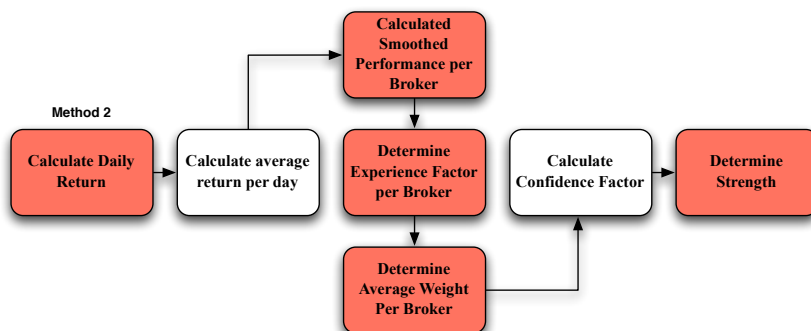 Method 2
Calculate Daily
Return
Calculate average
return per day
Calculated
Smoothed
Performance per
Broker
Determine
Experience Factor
per Broker
Determine
Average Weight
Per Broker
Calculate
Confidence Factor
Determine
Strength